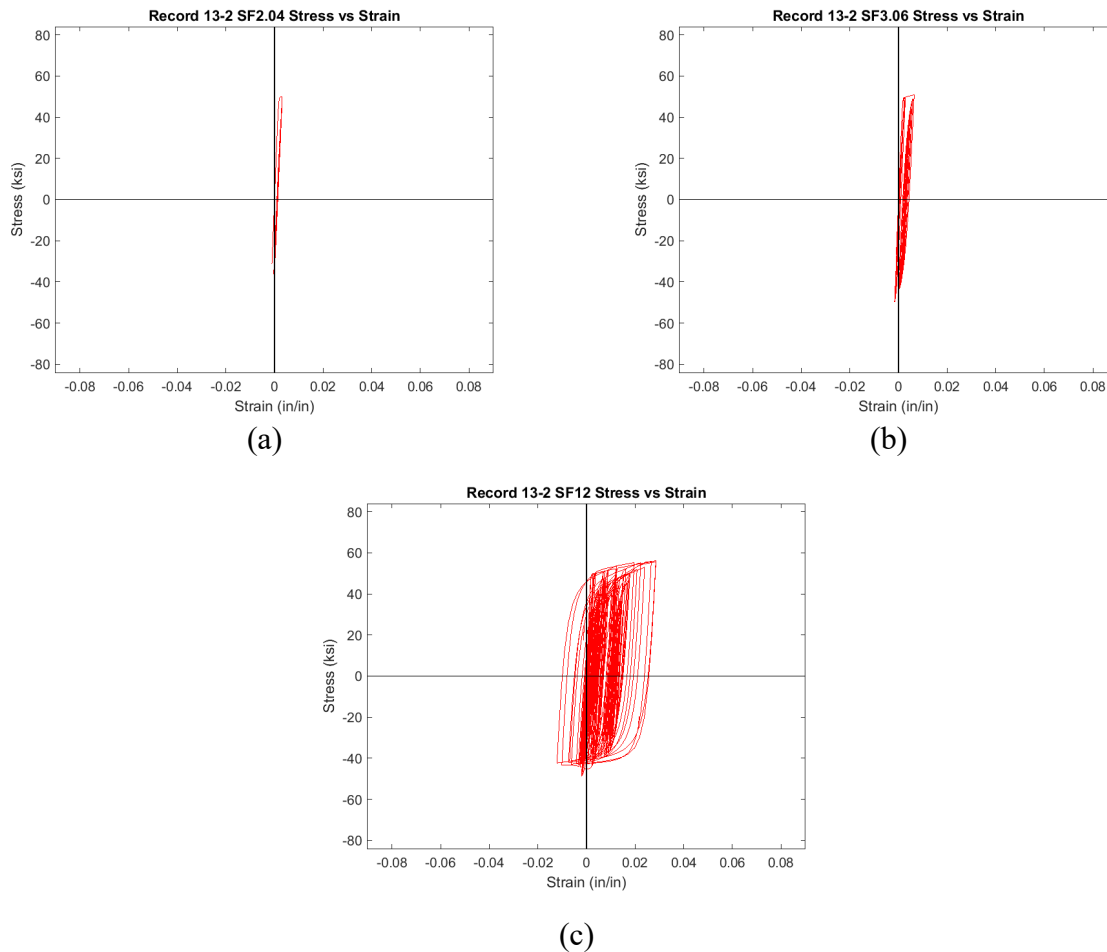 Record 13-2 SF2.04 Stress vs Strain
80
60
40
20
0
-20
-40
-60
-80
Stress (ksi)
-0.08 -0.06 -0.04 -0.02 0 0.02 0.04 0.06 0.08
Strain (in/in)
(a)
Record 13-2 SF3.06 Stress vs Strain
80
60
40
20
0
-20
-40
-60
-80
Stress (ksi)
-0.08 -0.06 -0.04 -0.02 0 0.02 0.04 0.06 0.08
Strain (in/in)
(b)
Record 13-2 SF12 Stress vs Strain
80
60
40
20
0
-20
-40
-60
-80
Stress (ksi)
-0.08 -0.06 -0.04 -0.02 0 0.02 0.04 0.06 0.08
Strain (in/in)
(c)